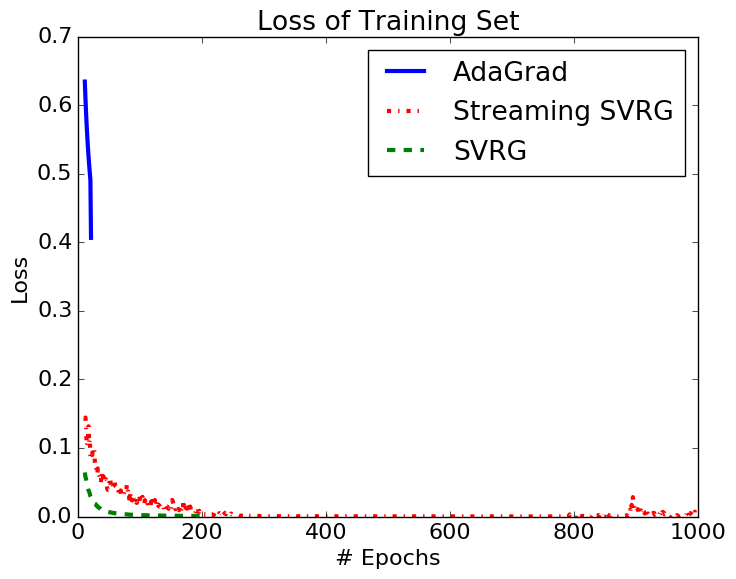 Loss of Training Set
0.7
0.6
0.5
0.4
0.3
0.2
0.1
0.0
Loss
AdaGrad
Streaming SVRG
SVRG
0 200 400 600 800 1000
# Epochs